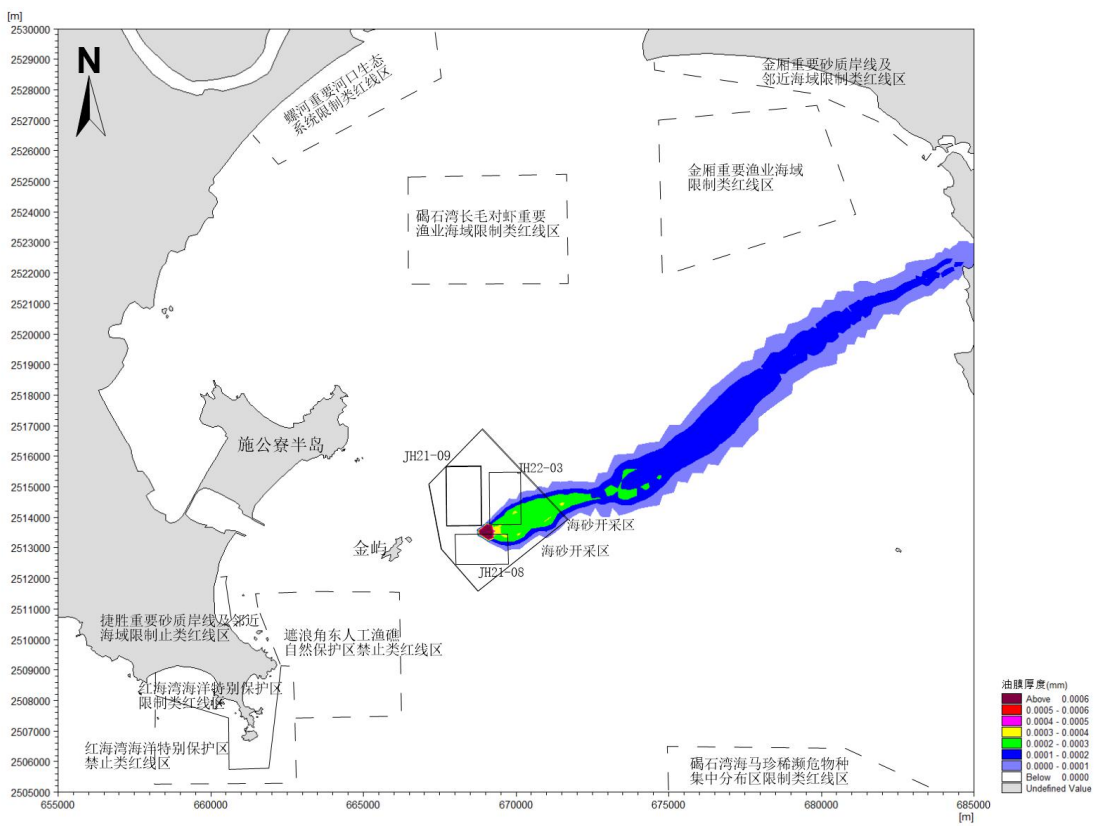 [m]
2530000
2529000
2528000
2527000
2526000
2525000
2524000
2523000
2522000
2521000
2520000
2519000
2518000
2517000
2516000
2515000
2514000
2513000
2512000
2511000
2510000
2509000
2508000
2507000
2506000
2505000
655000
660000
665000
670000
675000
680000
685000
[m]
N
螺河重要河口生态
系统限制类红线区
金厢重要砂质岸线及
邻近海域限制类红线区
金厢重要渔业海域
限制类红线区
碣石湾长毛对虾重要
渔业海域限制类红线区
施公寮半岛
JH21-09
JH22-03
海砂开采区
海砂开采区
金屿
JH21-08
捷胜重要砂质岸线及邻近
海域限制止类红线区
遮浪角东人工渔礁
自然保护区禁止类红线区
红海湾海洋特别保护区
限制类红线区
红海湾海洋特别保护区
禁止类红线区
碣石湾海马珍稀濒危物种
集中分布区限制类红线区
油膜厚度(mm)
Above 0.0006
0.0005 - 0.0006
0.0004 - 0.0005
0.0003 - 0.0004
0.0002 - 0.0003
0.0001 - 0.0002
0.0000 - 0.0001
Below 0.0000
Undefined Value